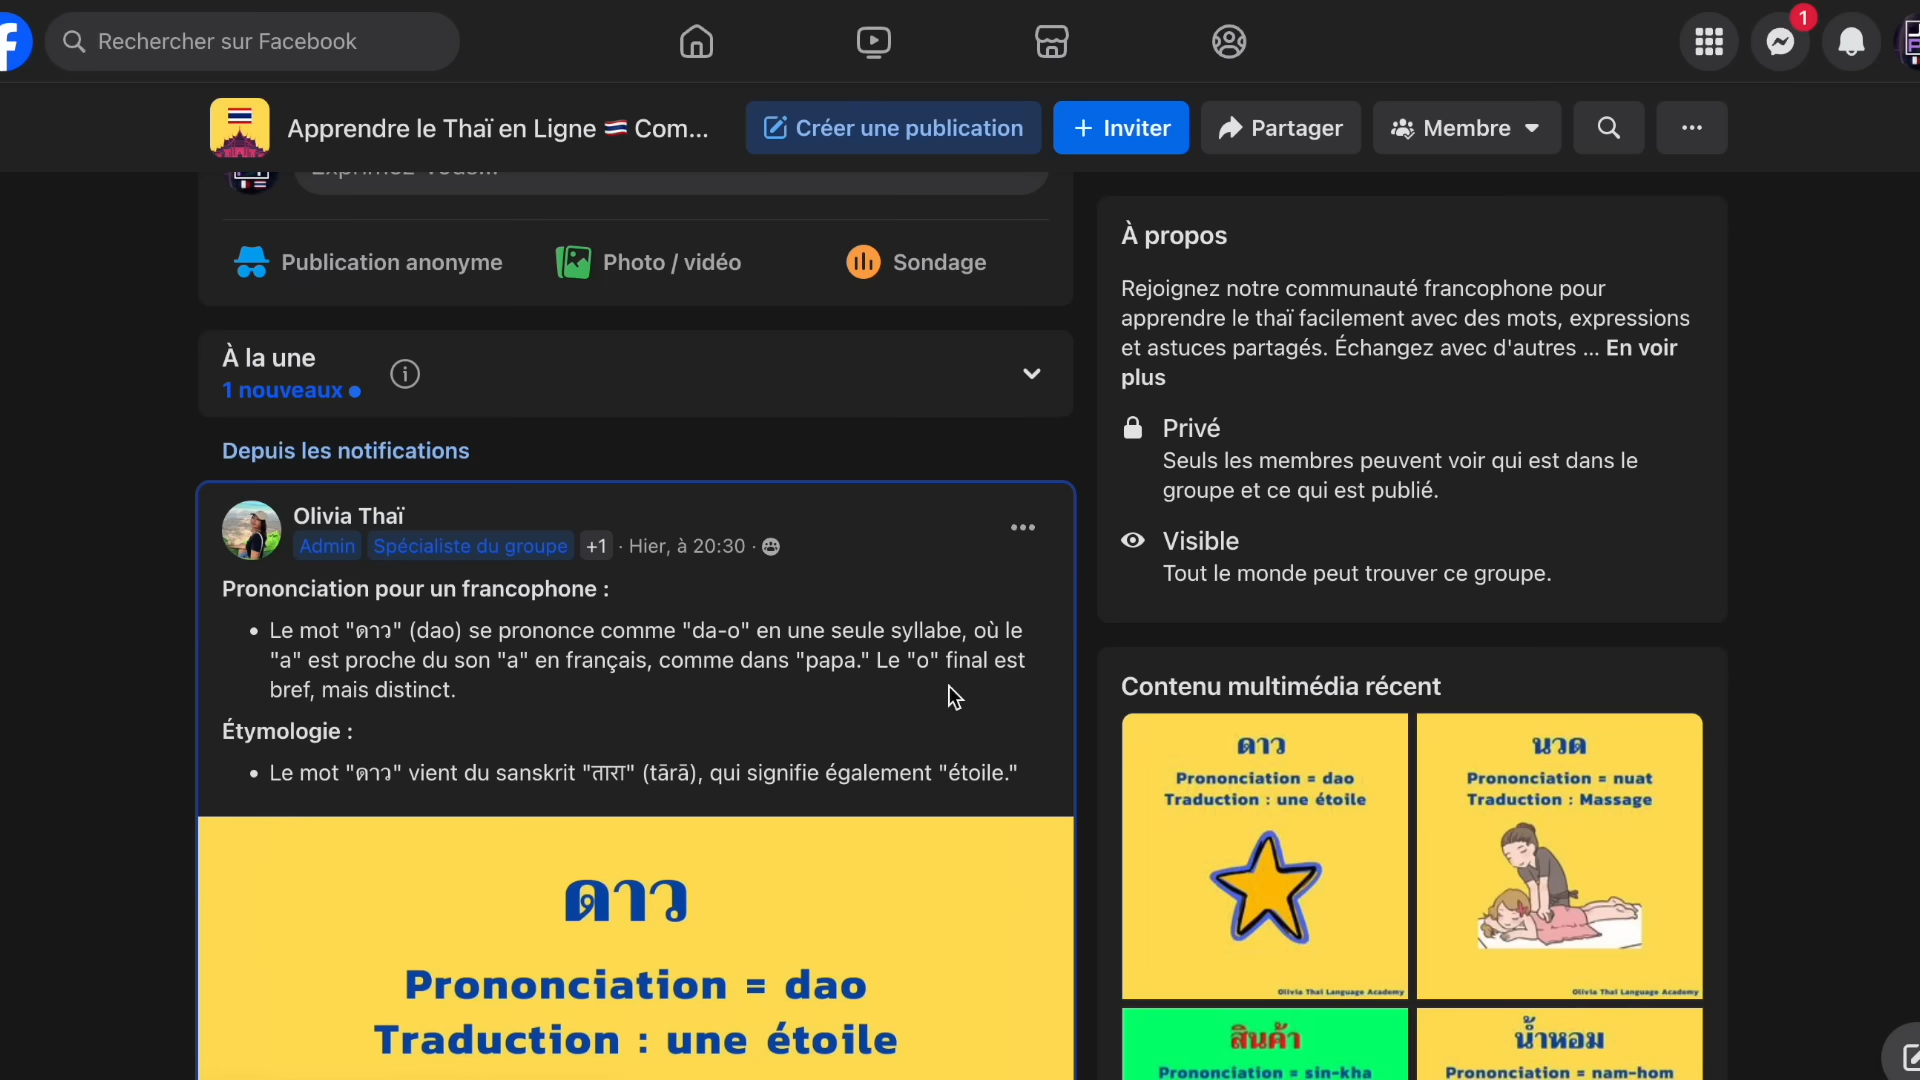 Rechercher sur Facebook
1
Apprendre le Thaï en Ligne 🇹🇭 Com...
Créer une publication
+ Inviter
Partager
Membre
Publication anonyme
Photo / vidéo
Sondage
À la une
1 nouveaux
Depuis les notifications
Olivia Thaï
Admin Spécialiste du groupe +1 · Hier, à 20:30 ·
Prononciation pour un francophone :
• Le mot "ดาว" (dao) se prononce comme "da-o" en une seule syllabe, où le
"a" est proche du son "a" en français, comme dans "papa." Le "o" final est
bref, mais distinct.
Étymologie :
• Le mot "ดาว" vient du sanskrit "तारा" (tārā), qui signifie également "étoile."
ดาว
Prononciation = dao
Traduction : une étoile
À propos
Rejoignez notre communauté francophone pour
apprendre le thaï facilement avec des mots, expressions
et astuces partagés. Échangez avec d'autres ... En voir
plus
Privé
Seuls les membres peuvent voir qui est dans le
groupe et ce qui est publié.
Visible
Tout le monde peut trouver ce groupe.
Contenu multimédia récent
ดาว
Prononciation = dao
Traduction : une étoile
Olivia Thai Language Academy
นวด
Prononciation = nuat
Traduction : Massage
Olivia Thai Language Academy
สินค้า
Prononciation = sin-kha
น้ำหอม
Prononciation = nam-hom